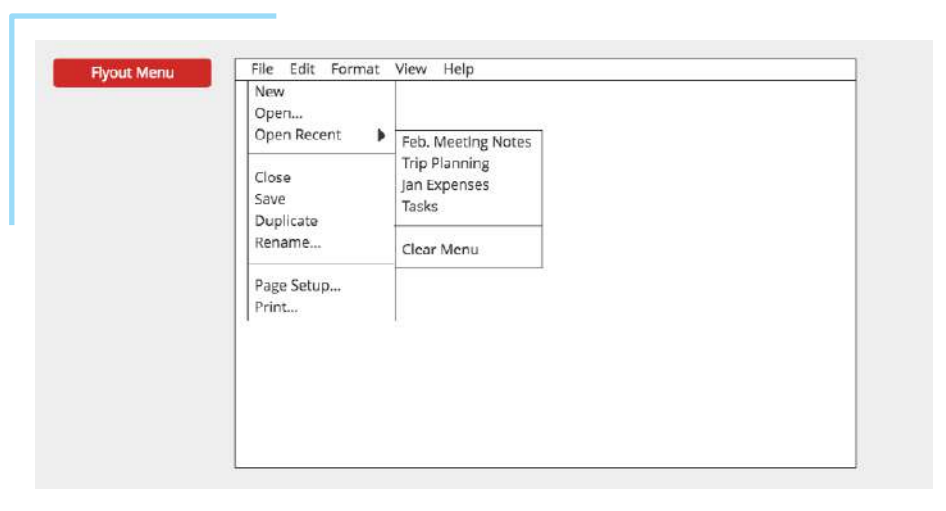 Flyout Menu
File Edit Format View Help
New
Open...
Open Recent
Close
Save
Duplicate
Rename...
Page Setup...
Print...
Feb. Meeting Notes
Trip Planning
Jan Expenses
Tasks
Clear Menu